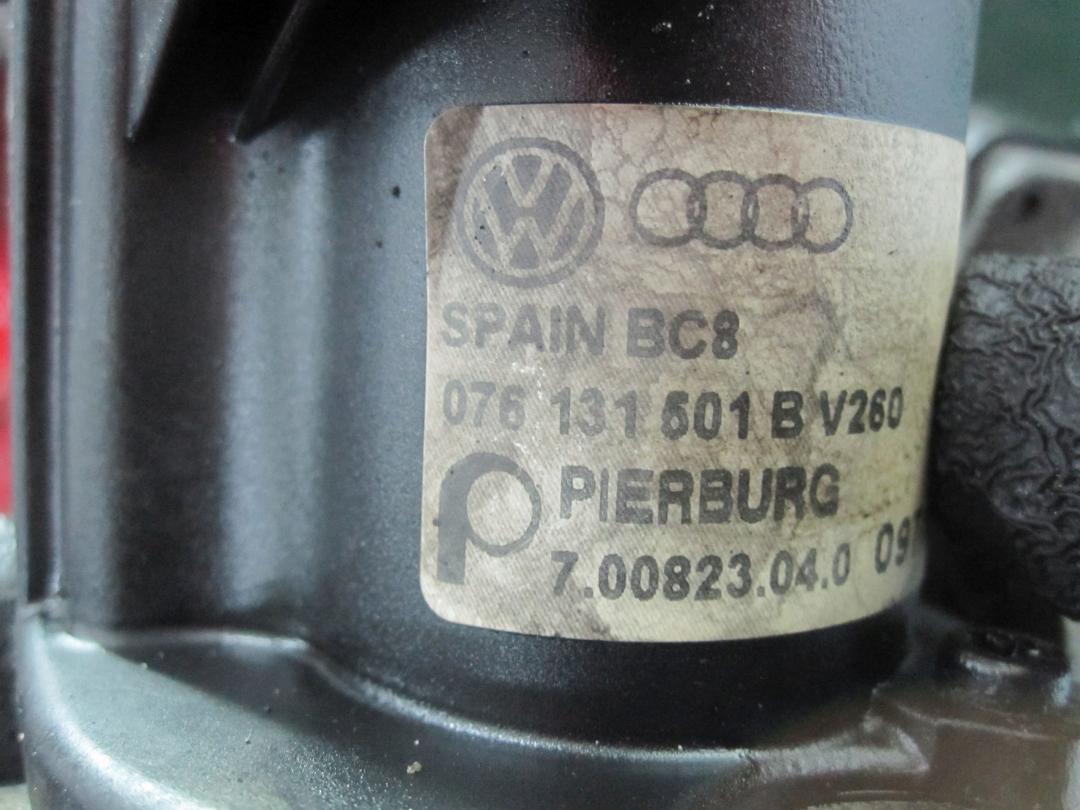 SPAIN BC8
076 131 501 B V260
PIERBURG
7.00823.04.0